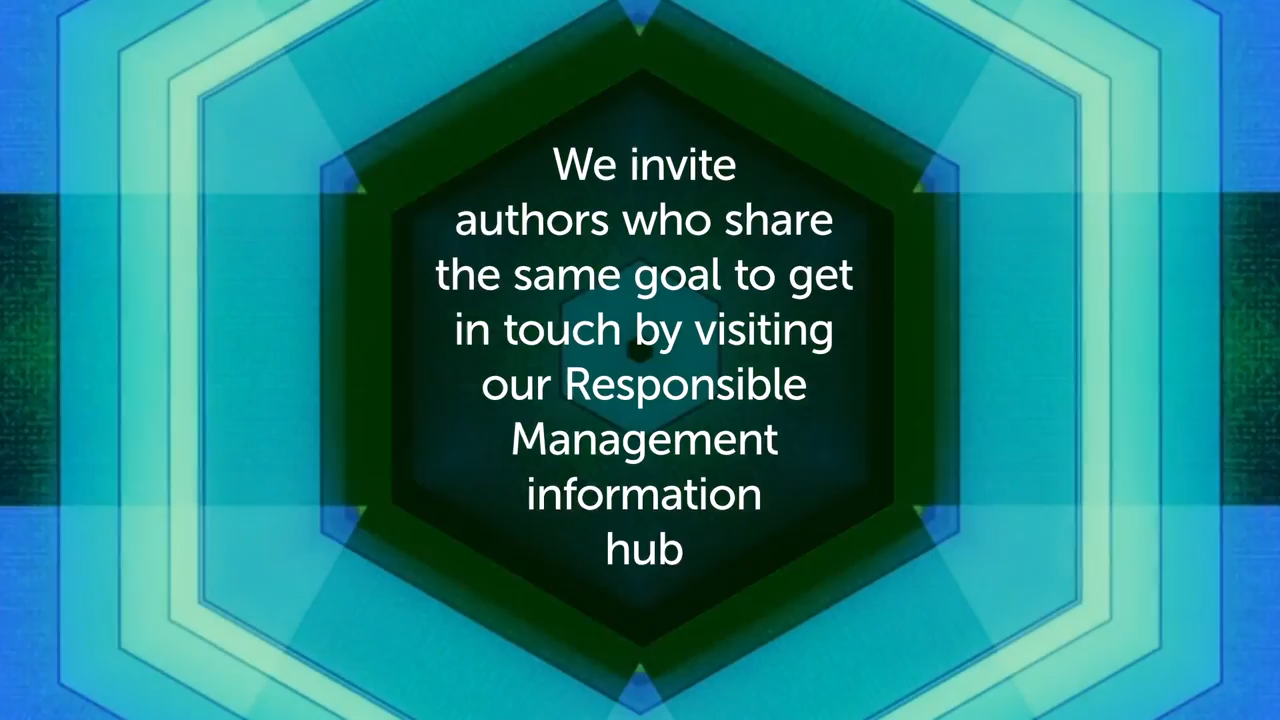 We invite
authors who share
the same goal to get
in touch by visiting
our Responsible
Management
information
hub